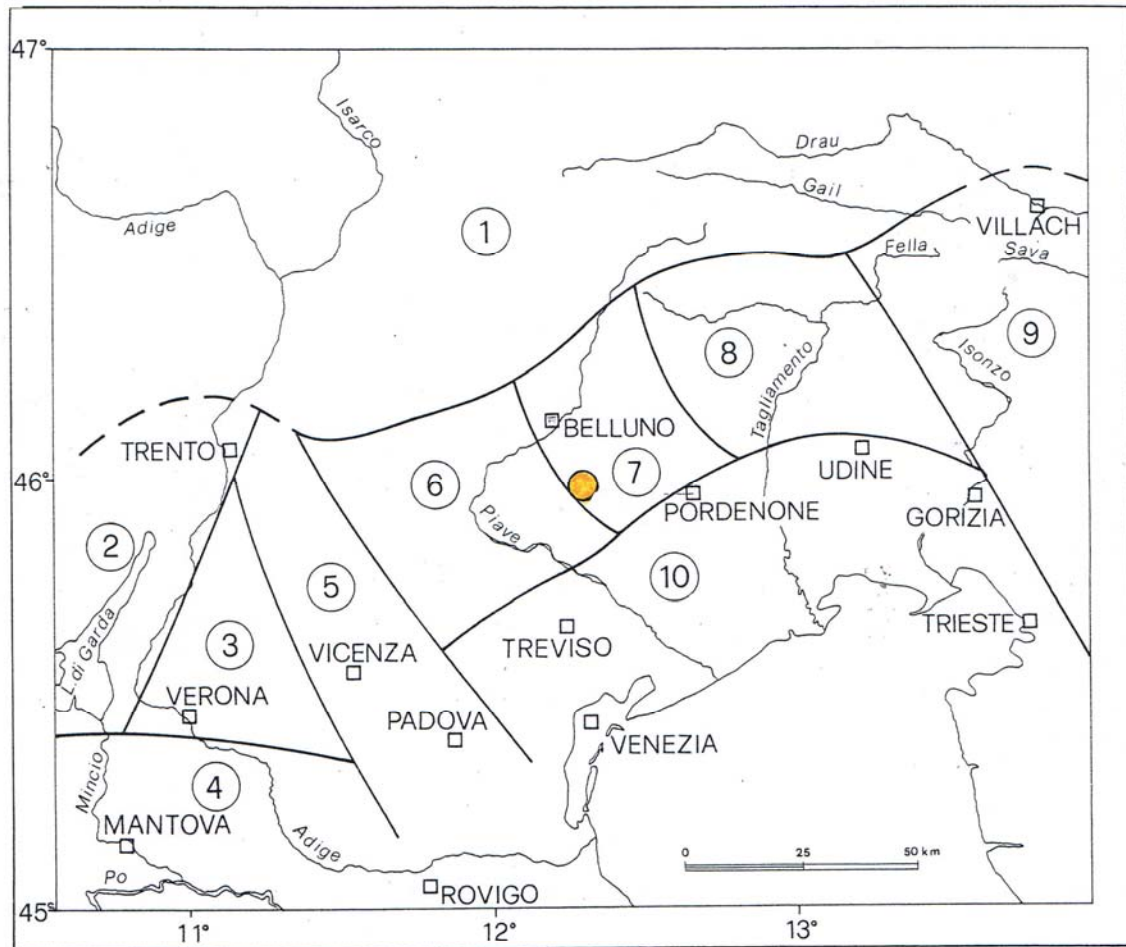 47°
Isarco
Drau
Gail
Adige
1
VILLACH
Fella
Sava
9
8
Isonzo
Tagliamento
BELLUNO
TRENTO
46°
6
7
UDINE
PORDENONE
GORIZIA
Piave
2
5
10
L. di Garda
3
VICENZA
TREVISO
TRIESTE
VERONA
PADOVA
VENEZIA
4
Mincio
MANTOVA
Adige
0 25 50 km
Po
ROVIGO
45°
11° 12° 13°